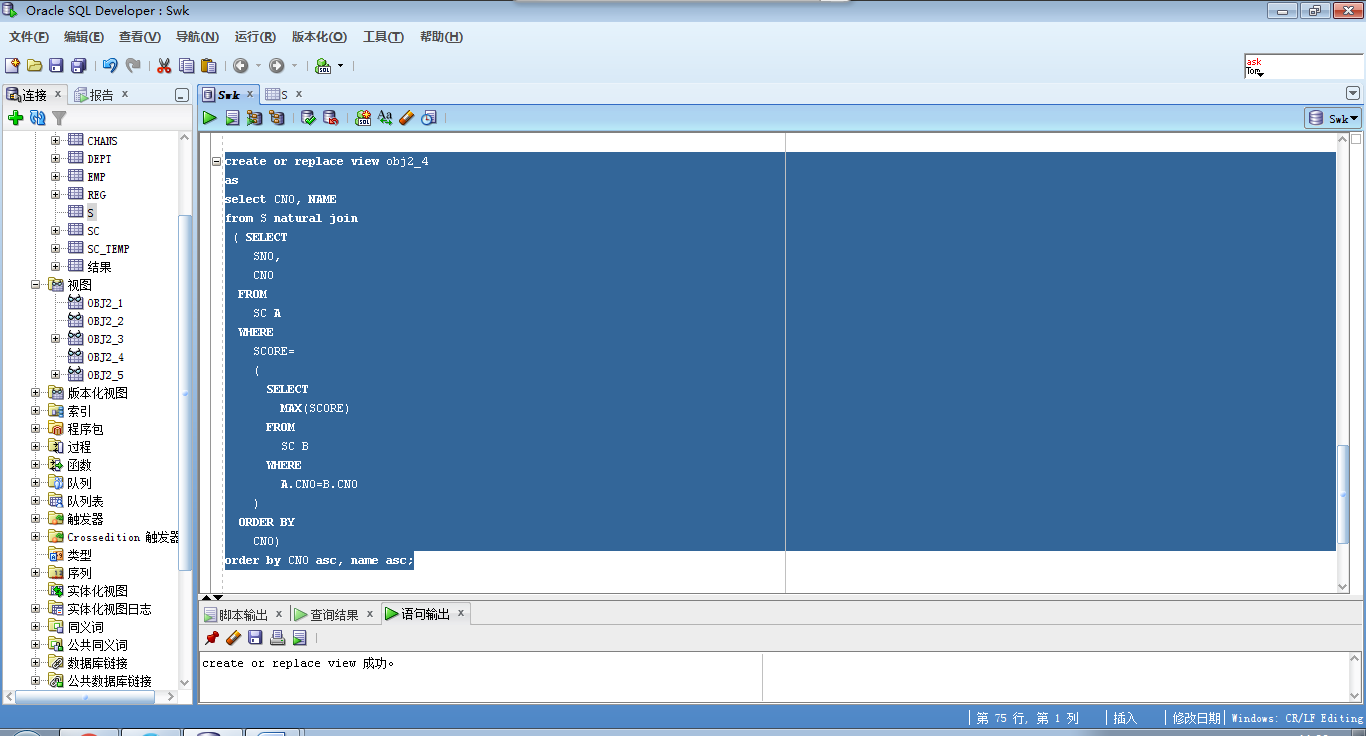 Oracle SQL Developer : Swk
文件(F) 编辑(E) 查看(V) 导航(N) 运行(R) 版本化(O) 工具(T) 帮助(H)
SQL
ask
Tom
连接 x 报告 x
Swk x S x
SQL Aa Swk
CHANS
DEPT
EMP
REG
S
SC
SC_TEMP
结果
视图
OBJ2_1
OBJ2_2
OBJ2_3
OBJ2_4
OBJ2_5
版本化视图
索引
程序包
过程
函数
队列
队列表
触发器
Crossedition 触发器
类型
序列
实体化视图
实体化视图日志
同义词
公共同义词
数据库链接
公共数据库链接
create or replace view obj2_4
as
select CNO, NAME
from S natural join
( SELECT
SNO,
CNO
FROM
SC A
WHERE
SCORE=
(
SELECT
MAX(SCORE)
FROM
SC B
WHERE
A.CNO=B.CNO
)
ORDER BY
CNO)
order by CNO asc, name asc;
脚本输出 x 查询结果 x 语句输出 x
create or replace view 成功。
第 75 行, 第 1 列 插入 修改日期 Windows: CR/LF Editing